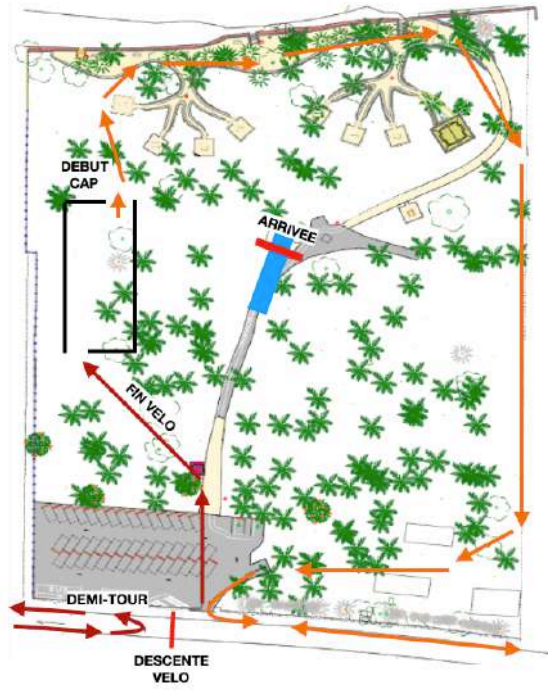 DEBUT
CAP
ARRIVEE
FIN VELO
DEMI-TOUR
DESCENTE
VELO